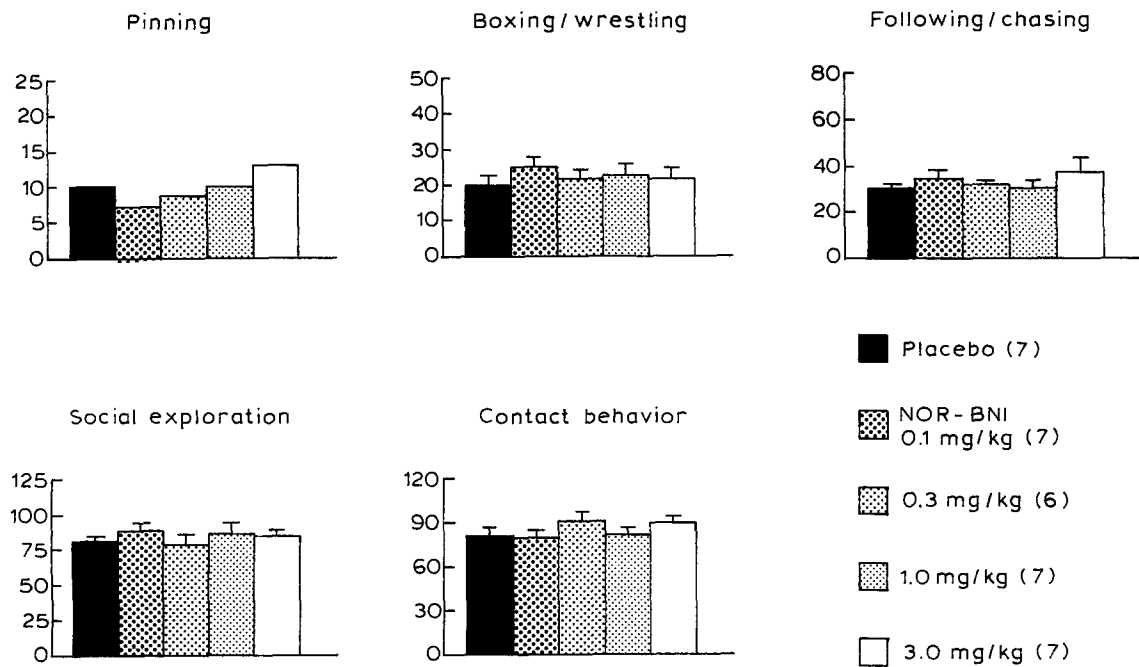 Pinning
25
20
15
10
5
0
Boxing/wrestling
50
40
30
20
10
0
Following/chasing
80
60
40
20
0
Social exploration
125
100
75
50
25
0
Contact behavior
120
90
60
30
0
Placebo (7)
NOR-BNI
0.1 mg/kg (7)
0.3 mg/kg (6)
1.0 mg/kg (7)
3.0 mg/kg (7)